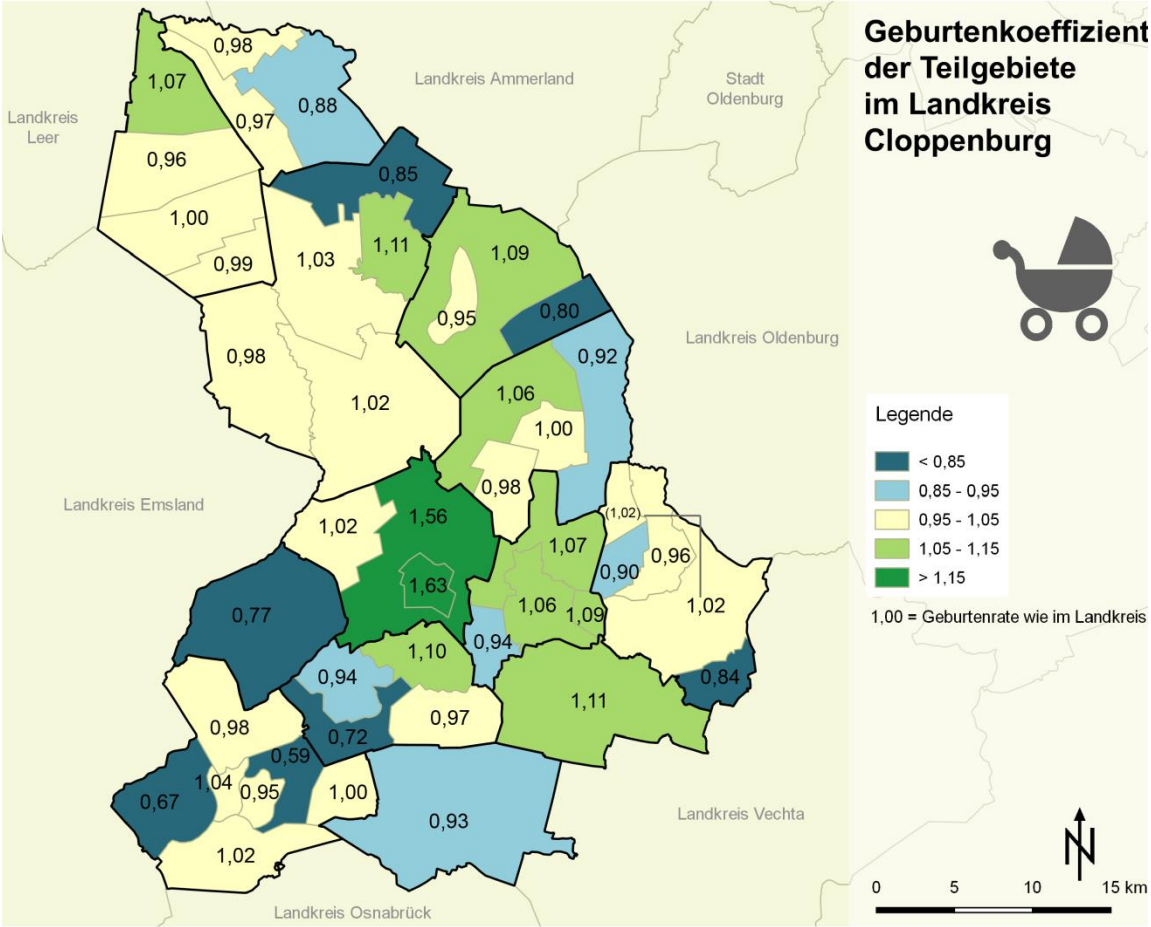 Geburtenkoeffizient
der Teilgebiete
im Landkreis
Cloppenburg
Landkreis Ammerland
Stadt
Oldenburg
Landkreis
Leer
Landkreis Oldenburg
Landkreis Emsland
Landkreis Vechta
Landkreis Osnabrück
0,98
1,07
0,88
0,97
0,96
0,85
1,00
1,11
1,03
0,99
1,09
0,95
0,80
0,98
0,92
1,02
1,06
1,00
0,98
1,02
1,56
(1,02)
1,07
0,96
0,90
1,63
1,06
1,09
1,02
0,77
0,94
1,10
0,94
0,84
1,11
0,98
0,97
0,72
0,59
1,04
0,95
1,00
0,67
0,93
1,02
Legende
< 0,85
0,85 - 0,95
0,95 - 1,05
1,05 - 1,15
> 1,15
1,00 = Geburtenrate wie im Landkreis
N
0 5 10 15 km